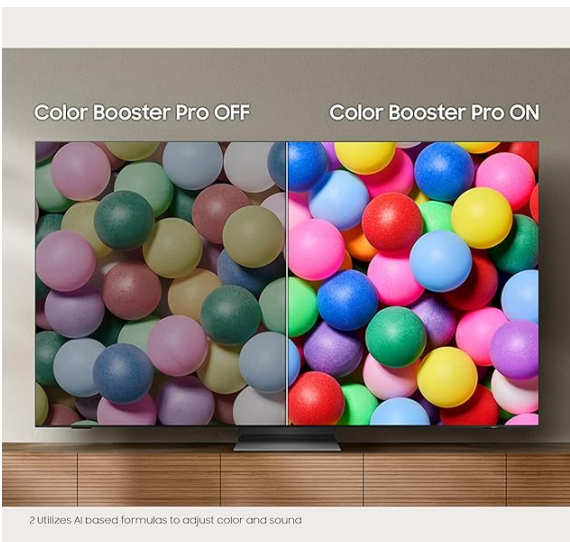 Color Booster Pro OFF
Color Booster Pro ON
2 Utilizes AI based formulas to adjust color and sound